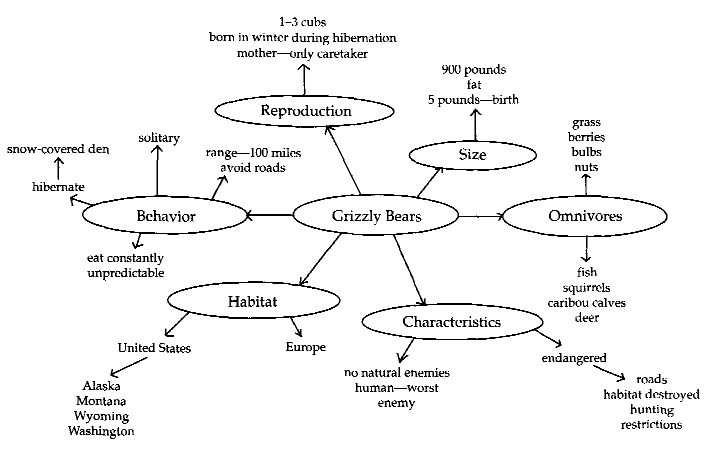 1–3 cubs
born in winter during hibernation
mother—only caretaker
Reproduction
900 pounds
fat
5 pounds—birth
Size
grass
berries
bulbs
nuts
Omnivores
fish
squirrels
caribou calves
deer
snow-covered den
hibernate
solitary
range—100 miles
avoid roads
Behavior
eat constantly
unpredictable
Grizzly Bears
Habitat
United States
Europe
Alaska
Montana
Wyoming
Washington
Characteristics
no natural enemies
human—worst
enemy
endangered
roads
habitat destroyed
hunting
restrictions